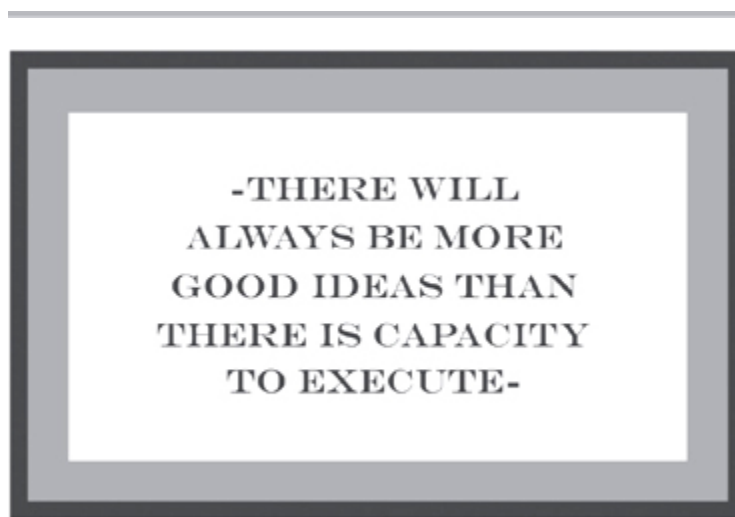 -THERE WILL
ALWAYS BE MORE
GOOD IDEAS THAN
THERE IS CAPACITY
TO EXECUTE-